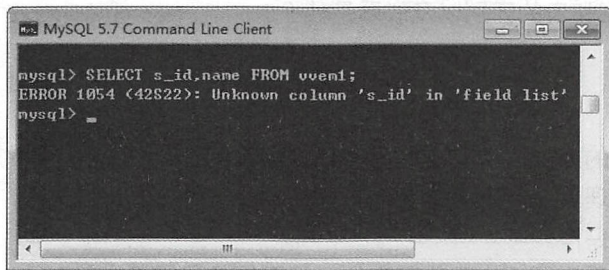 MySQL 5.7 Command Line Client
mysql> SELECT s_id,name FROM vvem1;
ERROR 1054 (42S22): Unknown column 's_id' in 'field list'
mysql>